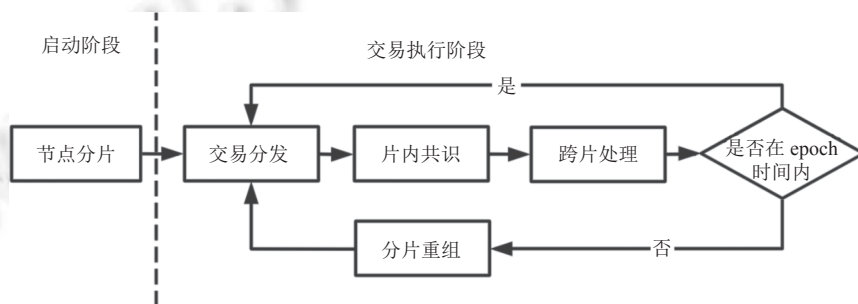 启动阶段
交易执行阶段
是
节点分片
交易分发
片内共识
跨片处理
是否在 epoch
时间内
分片重组
否